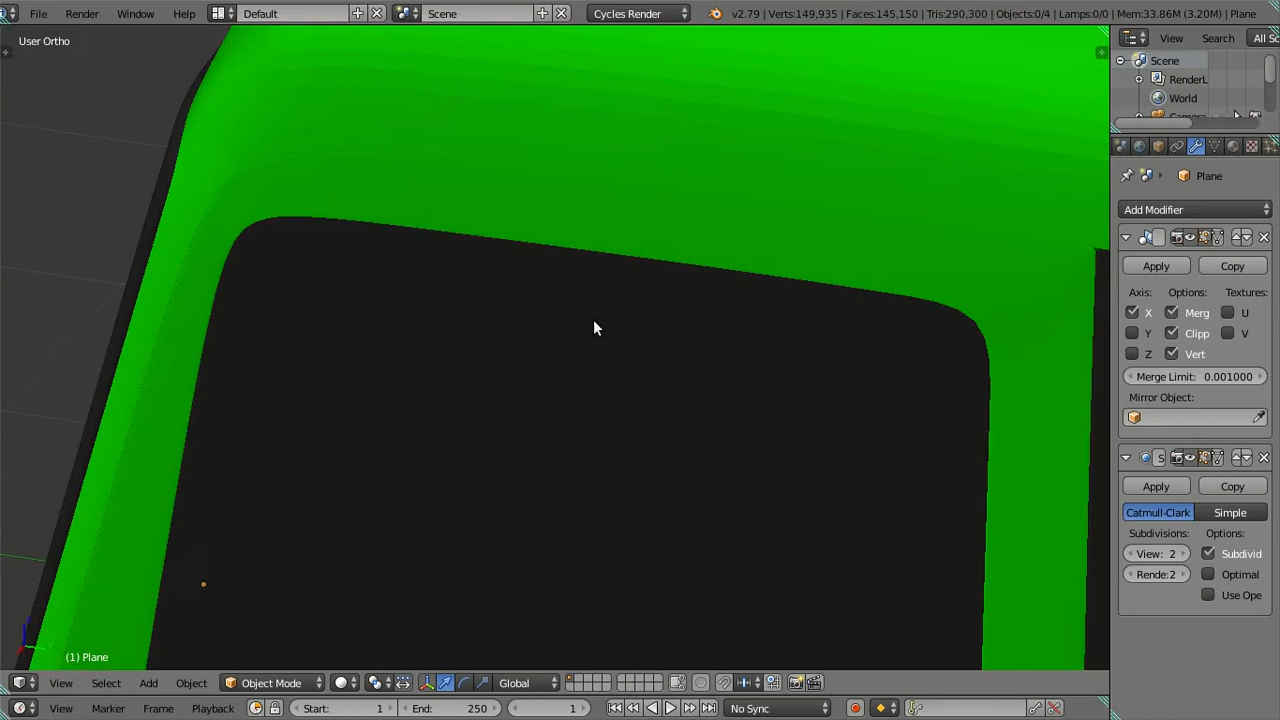 File Render Window Help Default Scene Cycles Render v2.79 | Verts:149,935 | Faces:145,150 | Tris:290,300 | Objects:0/4 | Lamps:0/0 | Mem:33.86M (3.20M) | Plane
User Ortho
View Search All Sc
Scene
RenderL
World
Plane
Add Modifier
Apply Copy
Axis: Options: Textures:
X Merg U
Y Clipp V
Z Vert
Merge Limit: 0.001000
Mirror Object:
S
Apply Copy
Catmull-Clark Simple
Subdivisions: Options:
View: 2 Subdivid
Rende:2 Optimal
Use Ope
(1) Plane
View Select Add Object Object Mode Global
View Marker Frame Playback Start: 1 End: 250 1 No Sync